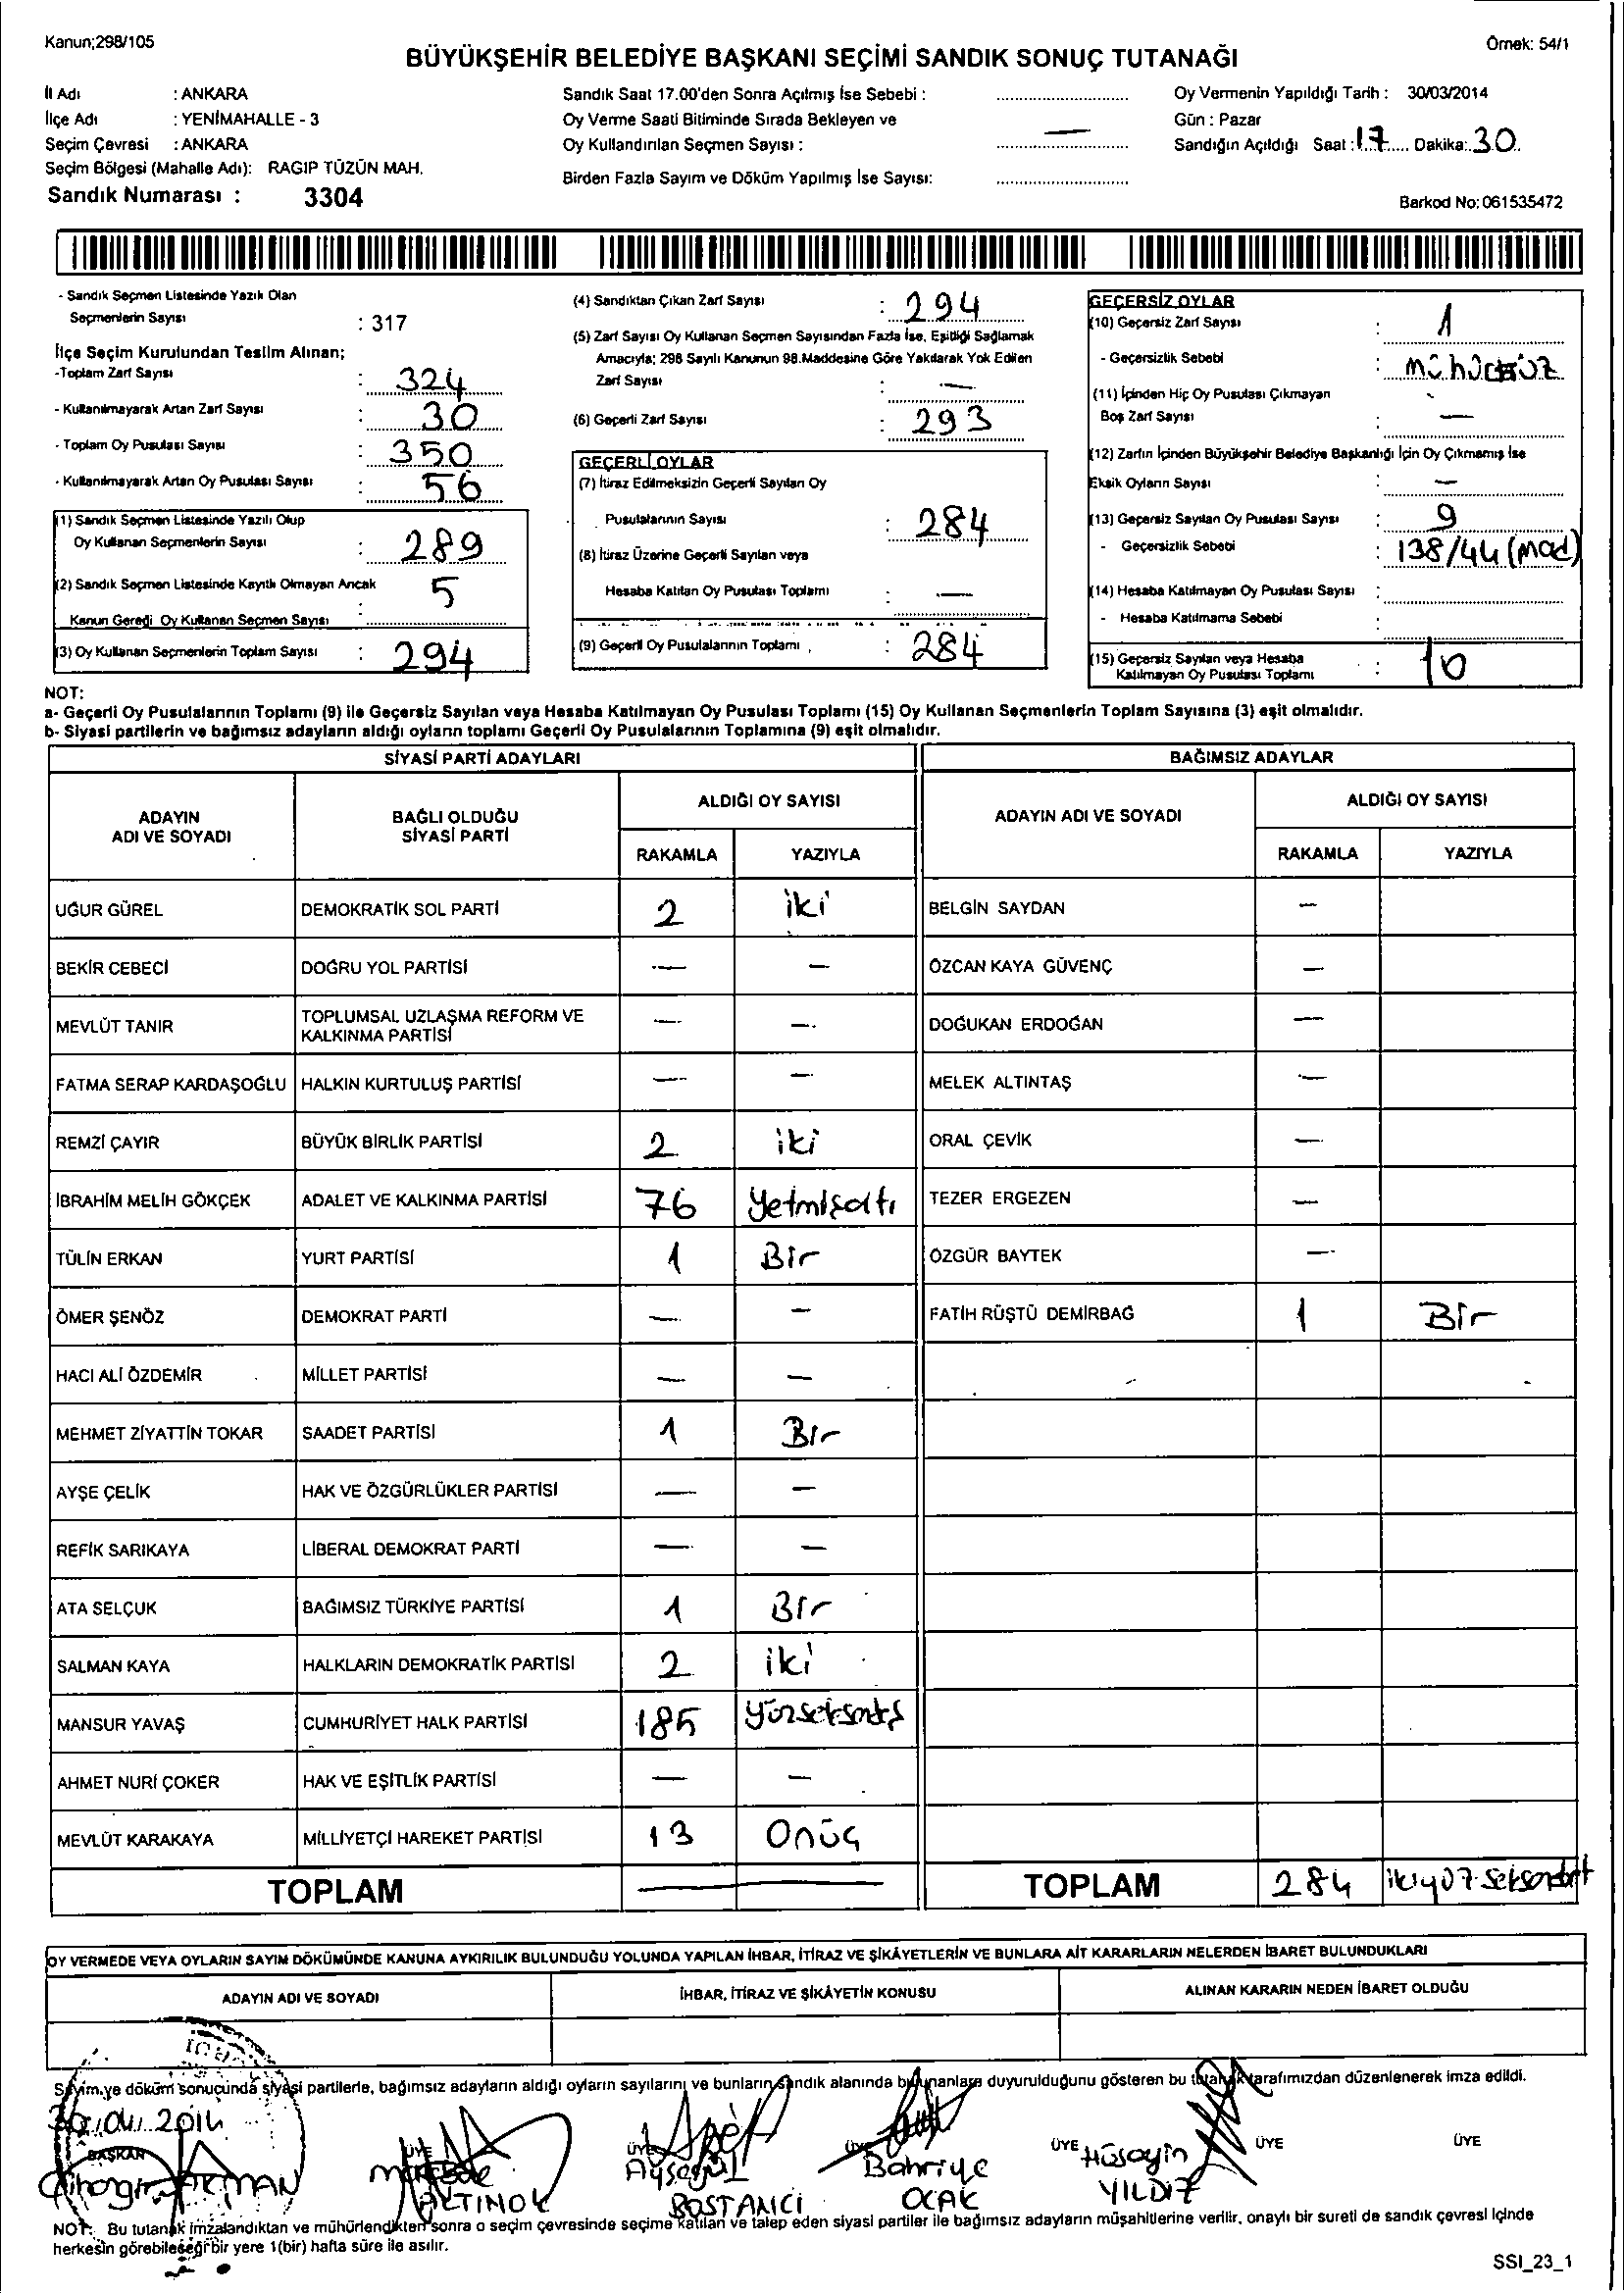 Kanun;298/105
Örnek: 54/1
BÜYÜKŞEHİR BELEDİYE BAŞKANI SEÇİMİ SANDIK SONUÇ TUTANAĞI
İl Adı : ANKARA
İlçe Adı : YENİMAHALLE - 3
Seçim Çevresi : ANKARA
Seçim Bölgesi (Mahalle Adı): RAGIP TÜZÜN MAH.
Sandık Numarası : 3304
Sandık Saat 17.00'den Sonra Açılmış İse Sebebi :
Oy Verme Saati Bitiminde Sırada Bekleyen ve
Oy Kullandırılan Seçmen Sayısı : —
Birden Fazla Sayım ve Döküm Yapılmış İse Sayısı:
Oy Vermenin Yapıldığı Tarih : 30/03/2014
Gün : Pazar
Sandığın Açıldığı Saat : 17 Dakika: 30
Barkod No: 061535472
- Sandık Seçmen Listesinde Yazılı Olan
Seçmenlerin Sayısı : 317
İlçe Seçim Kurulundan Teslim Alınan;
-Toplam Zarf Sayısı : 324
- Kullanılmayarak Artan Zarf Sayısı : 30
- Toplam Oy Pusulası Sayısı : 350
- Kullanılmayarak Artan Oy Pusulası Sayısı : 56
(1) Sandık Seçmen Listesinde Yazılı Olup
Oy Kullanan Seçmenlerin Sayısı : 289
(2) Sandık Seçmen Listesinde Kayıtlı Olmayan Ancak
Kanun Gereği Oy Kullanan Seçmen Sayısı : 5
(3) Oy Kullanan Seçmenlerin Toplam Sayısı : 294
(4) Sandıktan Çıkan Zarf Sayısı : 294
(5) Zarf Sayısı Oy Kullanan Seçmen Sayısından Fazla İse, Eşitliği Sağlamak
Amacıyla; 298 Sayılı Kanunun 98.Maddesine Göre Yakılarak Yok Edilen
Zarf Sayısı : —
(6) Geçerli Zarf Sayısı : 293
GEÇERLİ OYLAR
(7) İtiraz Edilmeksizin Geçerli Sayılan Oy
Pusulalarının Sayısı : 284
(8) İtiraz Üzerine Geçerli Sayılan veya
Hesaba Katılan Oy Pusulası Toplamı : —
(9) Geçerli Oy Pusulalarının Toplamı : 284
GEÇERSİZ OYLAR
(10) Geçersiz Zarf Sayısı : 1
- Geçersizlik Sebebi : mühürsüz
(11) İçinden Hiç Oy Pusulası Çıkmayan
Boş Zarf Sayısı : —
(12) Zarfın İçinden Büyükşehir Belediye Başkanlığı İçin Oy Çıkmamış İse
Eksik Oyların Sayısı : —
(13) Geçersiz Sayılan Oy Pusulası Sayısı : 9
- Geçersizlik Sebebi : 138/44 (mad)
(14) Hesaba Katılmayan Oy Pusulası Sayısı :
- Hesaba Katılmama Sebebi :
(15) Geçersiz Sayılan veya Hesaba
Katılmayan Oy Pusulası Toplamı : 10
NOT:
a- Geçerli Oy Pusulalarının Toplamı (9) ile Geçersiz Sayılan veya Hesaba Katılmayan Oy Pusulası Toplamı (15) Oy Kullanan Seçmenlerin Toplam Sayısına (3) eşit olmalıdır.
b- Siyasi partilerin ve bağımsız adayların aldığı oyların toplamı Geçerli Oy Pusulalarının Toplamına (9) eşit olmalıdır.
SİYASİ PARTİ ADAYLARI BAĞIMSIZ ADAYLAR
ADAYIN ADI VE SOYADI BAĞLI OLDUĞU SİYASİ PARTİ ALDIĞI OY SAYISI ADAYIN ADI VE SOYADI ALDIĞI OY SAYISI
RAKAMLA YAZIYLA RAKAMLA YAZIYLA
UĞUR GÜREL DEMOKRATİK SOL PARTİ 2 iki BELGİN SAYDAN —
BEKİR CEBECİ DOĞRU YOL PARTİSİ — — ÖZCAN KAYA GÜVENÇ —
MEVLÜT TANIR TOPLUMSAL UZLAŞMA REFORM VE KALKINMA PARTİSİ — — DOĞUKAN ERDOĞAN —
FATMA SERAP KARDAŞOĞLU HALKIN KURTULUŞ PARTİSİ — — MELEK ALTINTAŞ —
REMZİ ÇAYIR BÜYÜK BİRLİK PARTİSİ 2 iki ORAL ÇEVİK —
İBRAHİM MELİH GÖKÇEK ADALET VE KALKINMA PARTİSİ 76 Yetmişaltı TEZER ERGEZEN —
TÜLİN ERKAN YURT PARTİSİ 1 Bir ÖZGÜR BAYTEK —
ÖMER ŞENÖZ DEMOKRAT PARTİ — — FATİH RÜŞTÜ DEMİRBAĞ 1 Bir
HACI ALİ ÖZDEMİR MİLLET PARTİSİ — —
MEHMET ZİYATTİN TOKAR SAADET PARTİSİ 1 Bir
AYŞE ÇELİK HAK VE ÖZGÜRLÜKLER PARTİSİ — —
REFİK SARIKAYA LİBERAL DEMOKRAT PARTİ — —
ATA SELÇUK BAĞIMSIZ TÜRKİYE PARTİSİ 1 Bir
SALMAN KAYA HALKLARIN DEMOKRATİK PARTİSİ 2 iki
MANSUR YAVAŞ CUMHURİYET HALK PARTİSİ 185
AHMET NURİ ÇOKER HAK VE EŞİTLİK PARTİSİ — —
MEVLÜT KARAKAYA MİLLİYETÇİ HAREKET PARTİSİ 13 Onüç
TOPLAM — TOPLAM 284 ikiyüz seksendört
OY VERMEDE VEYA OYLARIN SAYIM DÖKÜMÜNDE KANUNA AYKIRILIK BULUNDUĞU YOLUNDA YAPILAN İHBAR, İTİRAZ VE ŞİKÂYETLERİN VE BUNLARA AİT KARARLARIN NELERDEN İBARET BULUNDUKLARI
ADAYIN ADI VE SOYADI İHBAR, İTİRAZ VE ŞİKÂYETİN KONUSU ALINAN KARARIN NEDEN İBARET OLDUĞU
Sayım ve döküm sonucunda siyasi partilerle, bağımsız adayların aldığı oyların sayılarını ve bunların sandık alanında bulunanlara duyurulduğunu gösteren bu tutanak tarafımızdan düzenlenerek imza edildi.
2014
BAŞKAN ÜYE ÜYE ÜYE ÜYE ÜYE ÜYE
Ayşegül Bahriye Hüseyin
ALTINOK BOSTANCI OCAK YILDIZ
NOT: Bu tutanak imzalandıktan ve mühürlendikten sonra o seçim çevresinde seçime katılan ve talep eden siyasi partiler ile bağımsız adayların müşahitlerine verilir, onaylı bir sureti de sandık çevresi içinde
herkesin görebileceği bir yere 1(bir) hafta süre ile asılır.
SSI_23_1